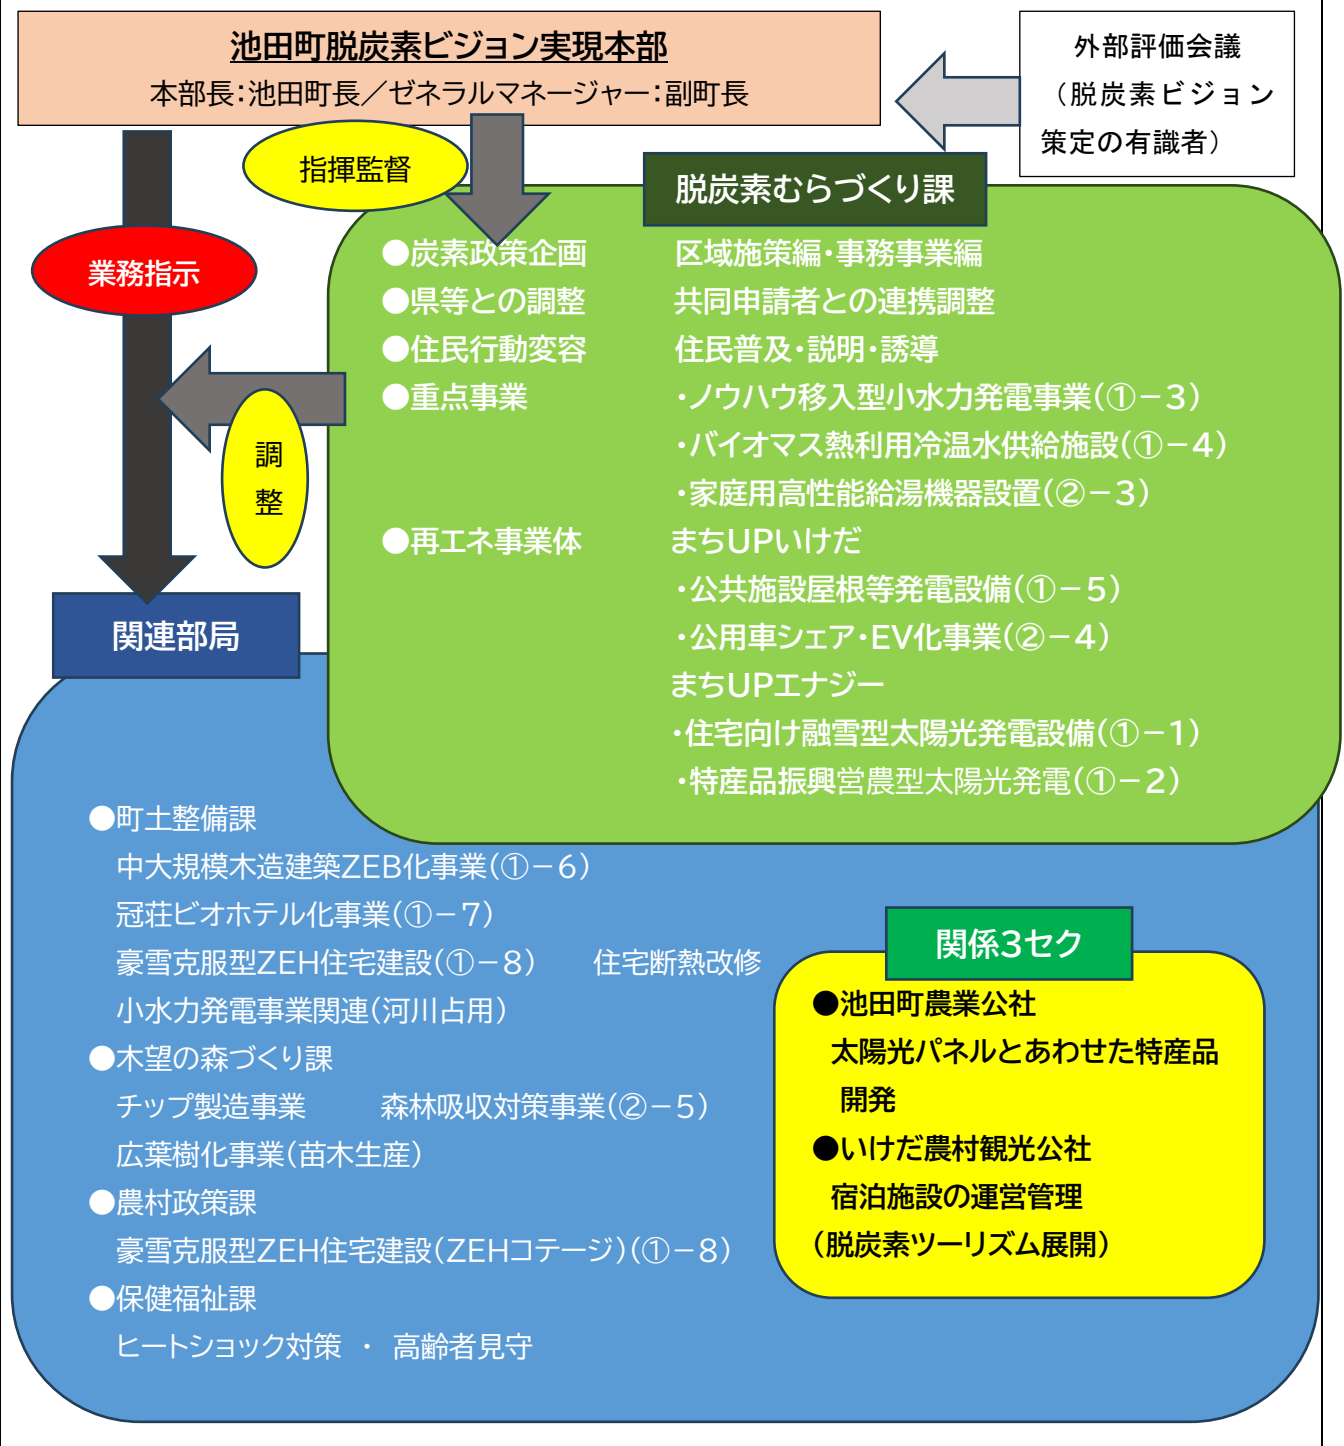 池田町脱炭素ビジョン実現本部
本部長：池田町長／ゼネラルマネージャー：副町長
外部評価会議
（脱炭素ビジョン
策定の有識者）
指揮監督
業務指示
調
整
脱炭素むらづくり課
●炭素政策企画　区域施策編・事務事業編
●県等との調整　共同申請者との連携調整
●住民行動変容　住民普及・説明・誘導
●重点事業　・ノウハウ移入型小水力発電事業（①－３）
・バイオマス熱利用冷温水供給施設（①－４）
・家庭用高性能給湯機器設置（②－３）
●再エネ事業体　まちUPいけだ
・公共施設屋根等発電設備（①－５）
・公用車シェア・EV化事業（②－４）
まちUPエナジー
・住宅向け融雪型太陽光発電設備（①－１）
・特産品振興営農型太陽光発電（①－２）
関連部局
●町土整備課
中大規模木造建築ZEB化事業（①－６）
冠荘ビオホテル化事業（①－７）
豪雪克服型ZEH住宅建設（①－８）　住宅断熱改修
小水力発電事業関連（河川占用）
●木望の森づくり課
チップ製造事業　森林吸収対策事業（②－５）
広葉樹化事業（苗木生産）
●農村政策課
豪雪克服型ZEH住宅建設（ZEHコテージ）（①－８）
●保健福祉課
ヒートショック対策　・　高齢者見守
関係３セク
●池田町農業公社
太陽光パネルとあわせた特産品
開発
●いけだ農村観光公社
宿泊施設の運営管理
（脱炭素ツーリズム展開）